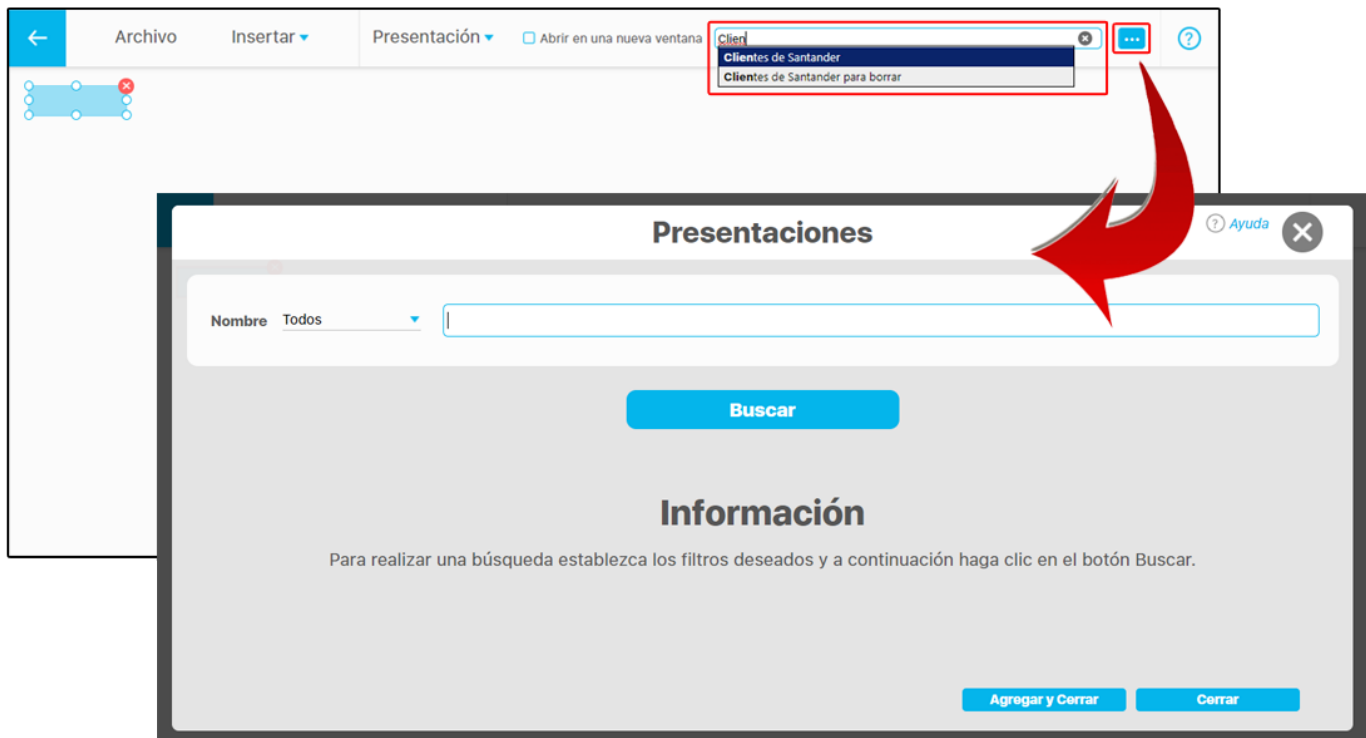 Archivo Insertar Presentación Abrir en una nueva ventana Clien ... ?
Clientes de Santander
Clientes de Santander para borrar
Presentaciones
? Ayuda
Nombre Todos
Buscar
Información
Para realizar una búsqueda establezca los filtros deseados y a continuación haga clic en el botón Buscar.
Agregar y Cerrar Cerrar